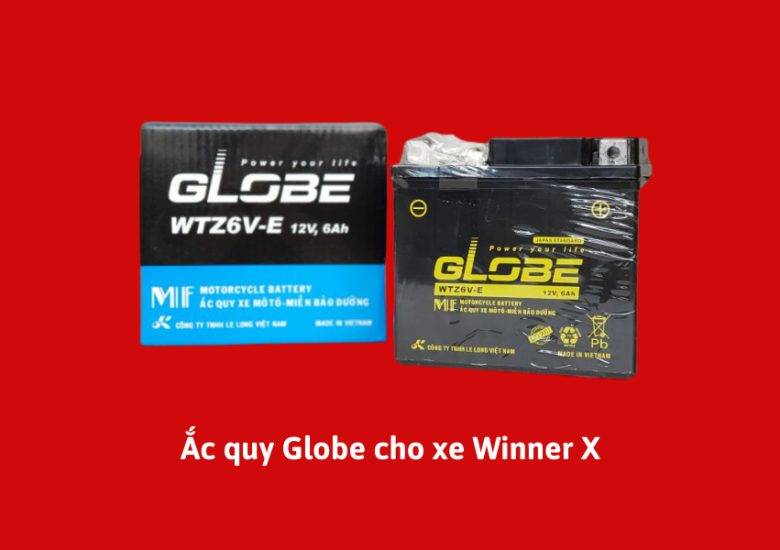 Power your life
GLOBE
WTZ6V-E 12V, 6Ah
MF MOTORCYCLE BATTERY
ẮC QUY XE MÔTÔ-MIỄN BẢO DƯỠNG
CÔNG TY TNHH LE LONG VIỆT NAM MADE IN VIETNAM
JAPAN STANDARD
Power your life
GLOBE
WTZ6V-E 12V, 6Ah
MF MOTORCYCLE BATTERY
ẮC QUY XE MÔTÔ-MIỄN BẢO DƯỠNG
Pb
CÔNG TY TNHH LE LONG VIỆT NAM MADE IN VIETNAM
Ắc quy Globe cho xe Winner X